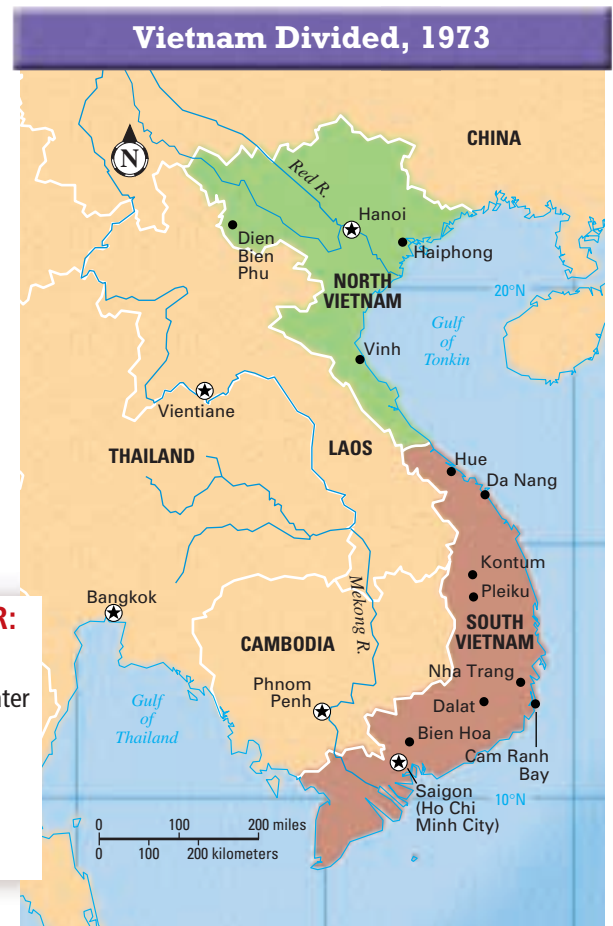 Vietnam Divided, 1973
N
CHINA
Red R.
Hanoi
Dien
Bien
Phu
Haiphong
NORTH
VIETNAM
20°N
Gulf
of
Tonkin
Vinh
Vientiane
THAILAND
LAOS
Hue
Da Nang
Kontum
Pleiku
Bangkok
R:
Mekong R.
SOUTH
VIETNAM
CAMBODIA
Nha Trang
Phnom
Penh
Dalat
Gulf
of
Thailand
Bien Hoa
Cam Ranh
Bay
Saigon
(Ho Chi
Minh City)
10°N
0 100 200 miles
0 100 200 kilometers